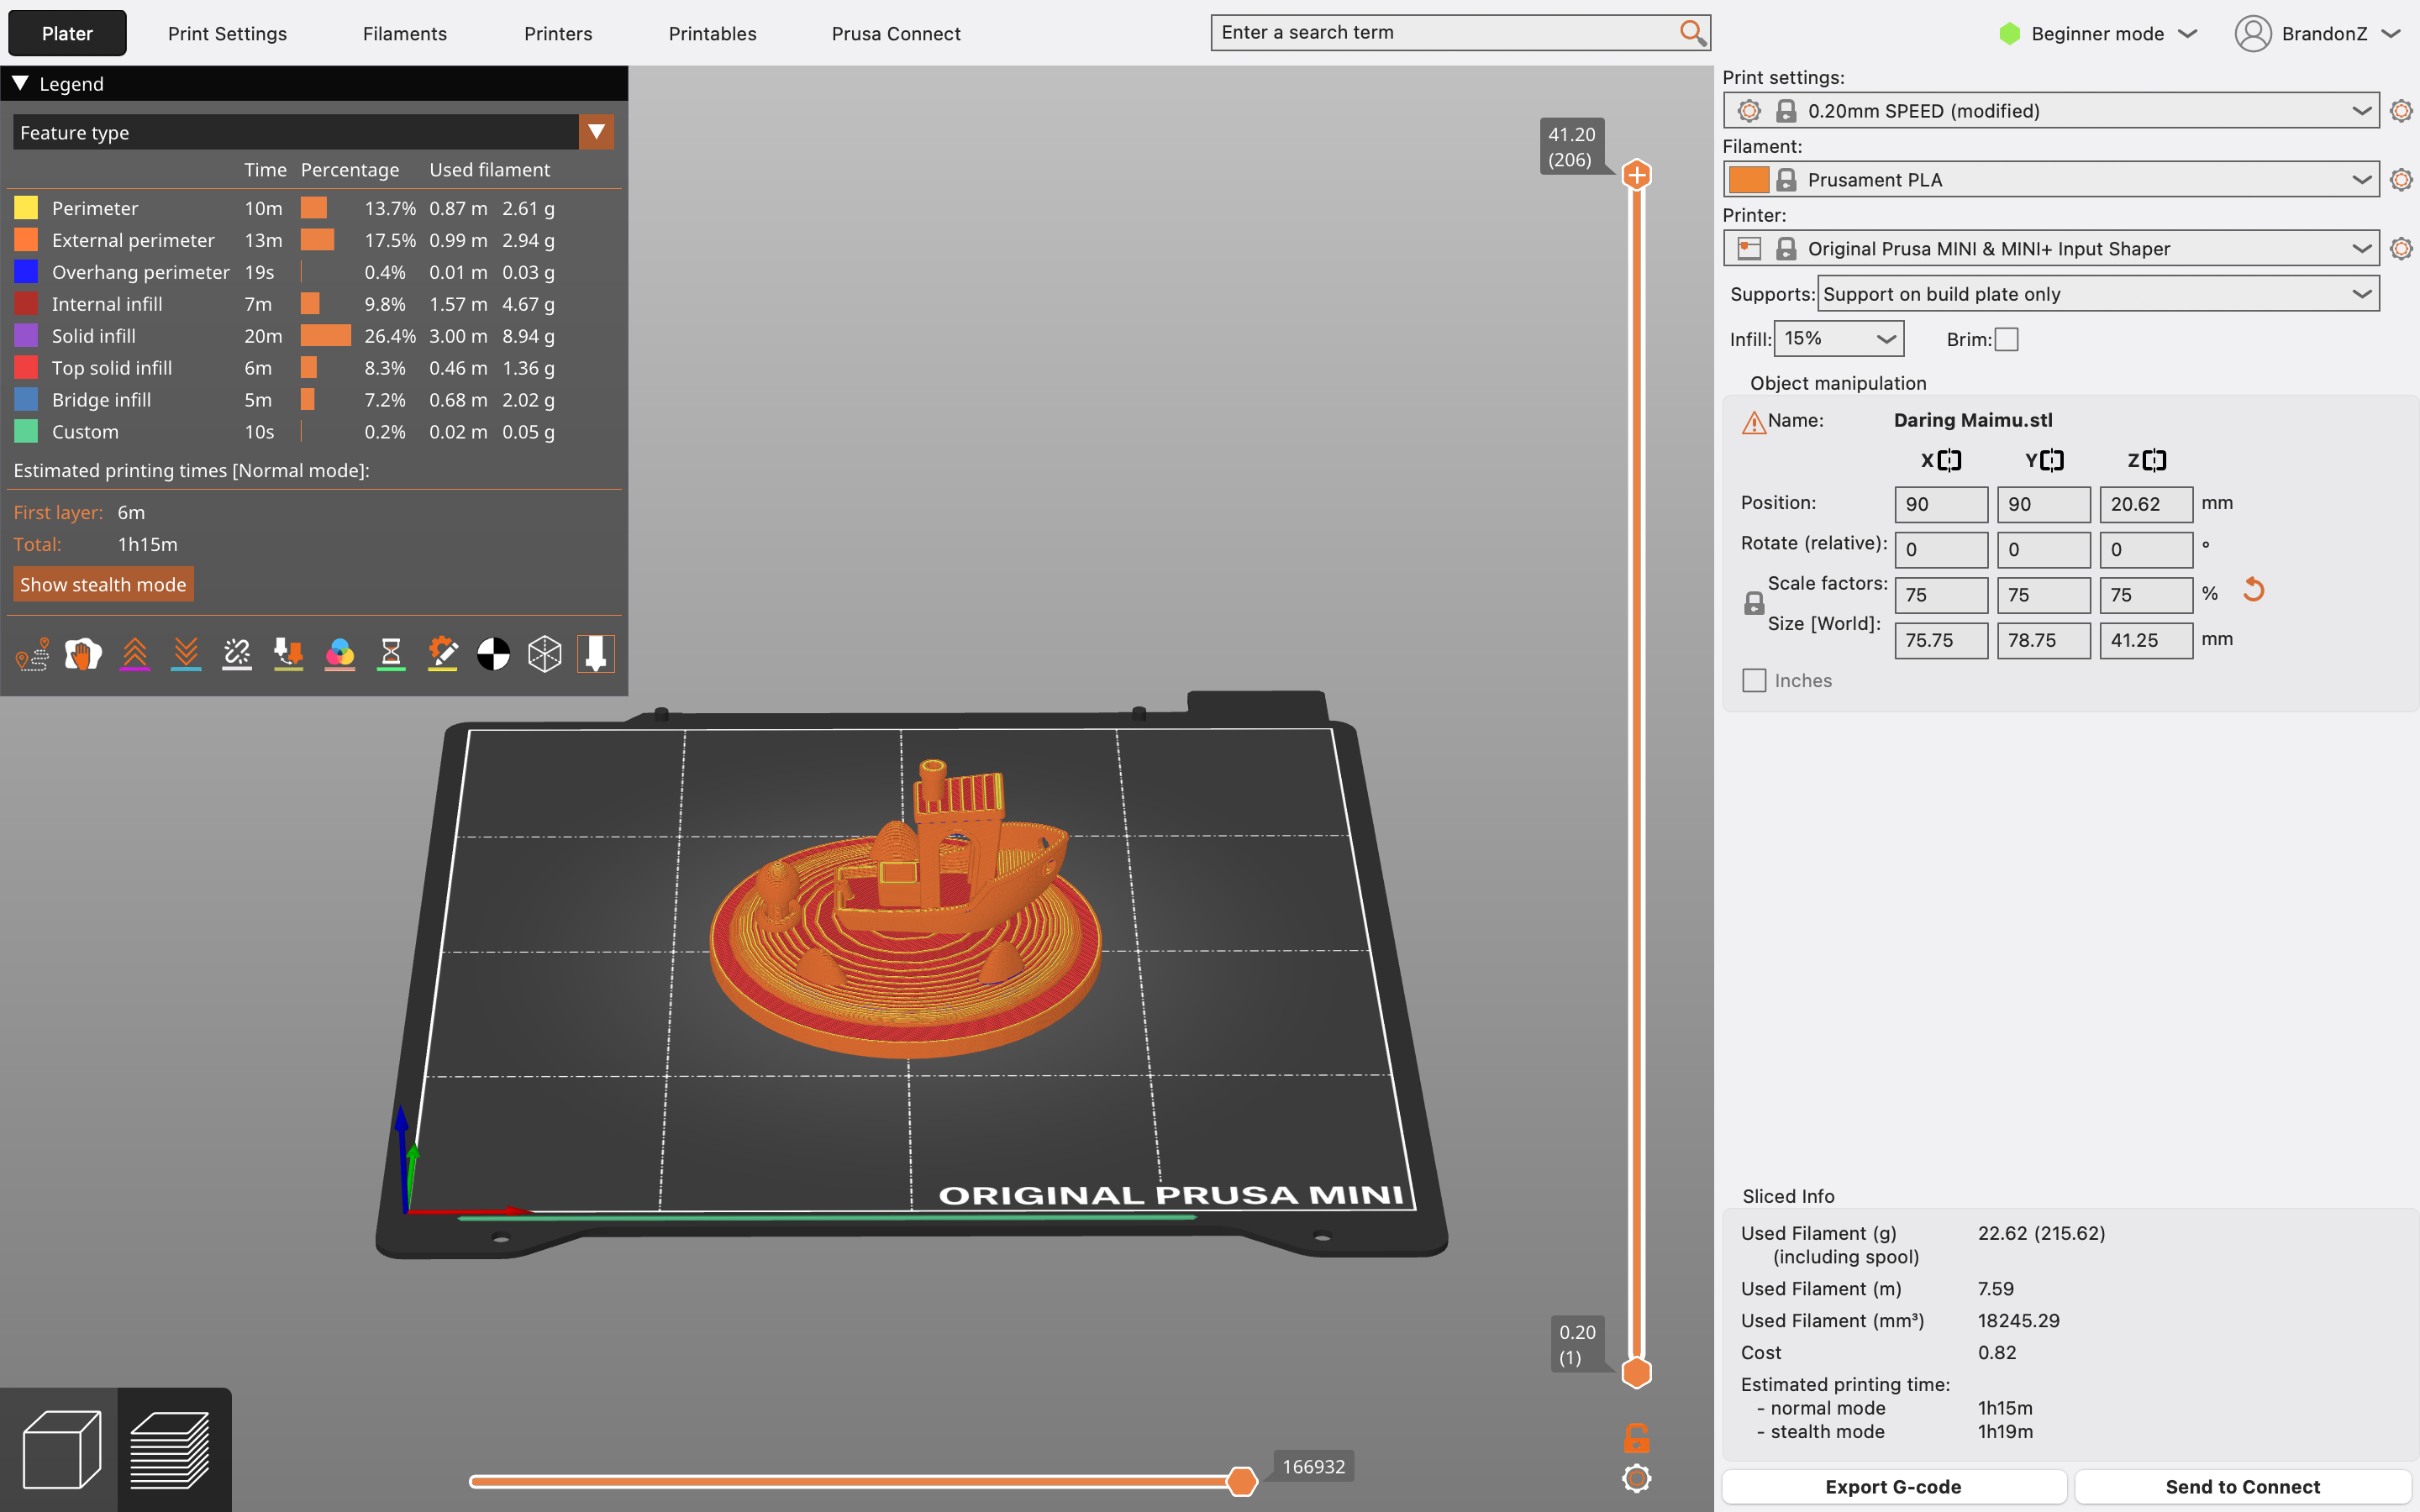 Plater Print Settings Filaments Printers Printables Prusa Connect Enter a search term Beginner mode BrandonZ
Legend
Feature type
Time Percentage Used filament
Perimeter 10m 13.7% 0.87 m 2.61 g
External perimeter 13m 17.5% 0.99 m 2.94 g
Overhang perimeter 19s 0.4% 0.01 m 0.03 g
Internal infill 7m 9.8% 1.57 m 4.67 g
Solid infill 20m 26.4% 3.00 m 8.94 g
Top solid infill 6m 8.3% 0.46 m 1.36 g
Bridge infill 5m 7.2% 0.68 m 2.02 g
Custom 10s 0.2% 0.02 m 0.05 g
Estimated printing times [Normal mode]:
First layer: 6m
Total: 1h15m
Show stealth mode
41.20
(206)
ORIGINAL PRUSA MINI
0.20
(1)
166932
Print settings:
0.20mm SPEED (modified)
Filament:
Prusament PLA
Printer:
Original Prusa MINI & MINI+ Input Shaper
Supports: Support on build plate only
Infill: 15% Brim:
Object manipulation
Name: Daring Maimu.stl
X Y Z
Position: 90 90 20.62 mm
Rotate (relative): 0 0 0 °
Scale factors: 75 75 75 %
Size [World]: 75.75 78.75 41.25 mm
Inches
Sliced Info
Used Filament (g) 22.62 (215.62)
(including spool)
Used Filament (m) 7.59
Used Filament (mm³) 18245.29
Cost 0.82
Estimated printing time:
- normal mode 1h15m
- stealth mode 1h19m
Export G-code Send to Connect